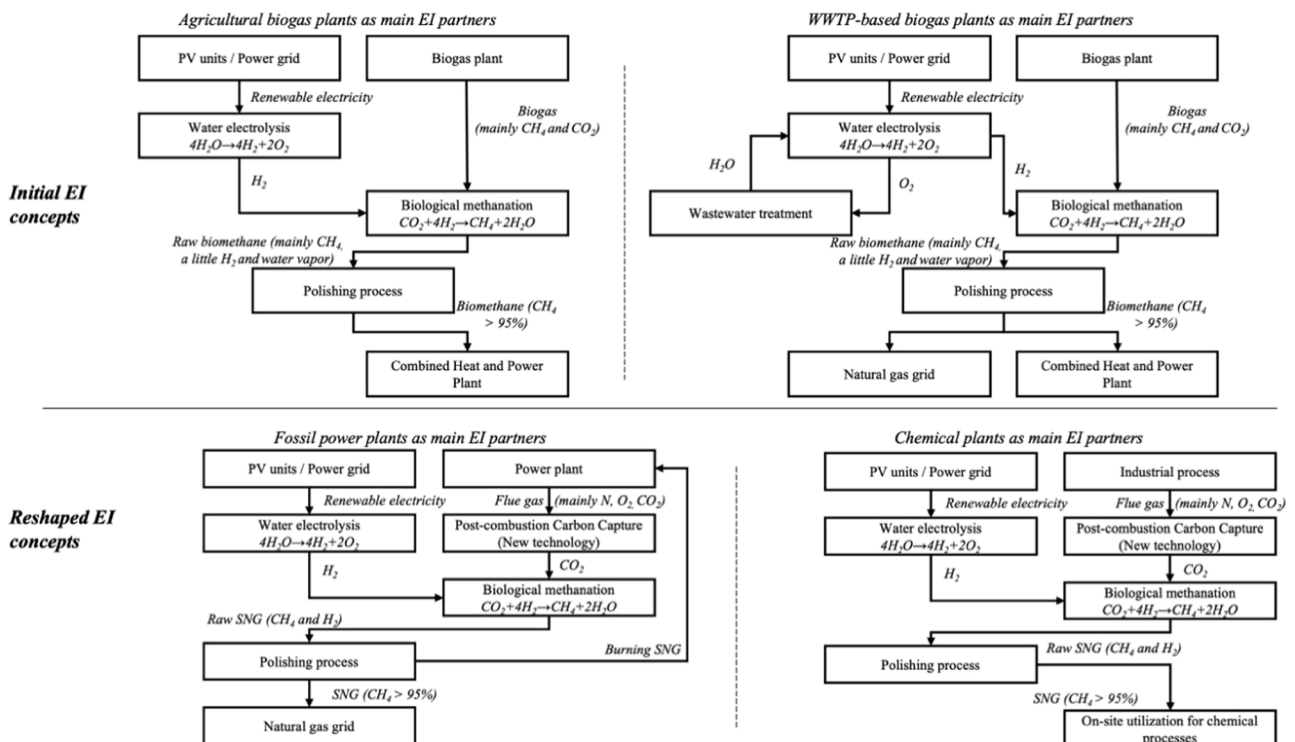 Agricultural biogas plants as main EI partners
PV units / Power grid
Biogas plant
Renewable electricity
Biogas
(mainly CH4 and CO2)
Water electrolysis
4H2O→4H2+2O2
H2
Biological methanation
CO2+4H2→CH4+2H2O
Raw biomethane (mainly CH4,
a little H2 and water vapor)
Polishing process
Biomethane (CH4
> 95%)
Combined Heat and Power
Plant
WWTP-based biogas plants as main EI partners
PV units / Power grid
Biogas plant
Renewable electricity
Biogas
(mainly CH4 and CO2)
Water electrolysis
4H2O→4H2+2O2
H2O
O2
H2
Wastewater treatment
Biological methanation
CO2+4H2→CH4+2H2O
Raw biomethane (mainly CH4,
a little H2 and water vapor)
Polishing process
Biomethane (CH4
> 95%)
Natural gas grid
Combined Heat and Power
Plant
Initial EI
concepts
Fossil power plants as main EI partners
PV units / Power grid
Power plant
Renewable electricity
Flue gas (mainly N, O2, CO2)
Water electrolysis
4H2O→4H2+2O2
Post-combustion Carbon Capture
(New technology)
H2
CO2
Biological methanation
CO2+4H2→CH4+2H2O
Raw SNG (CH4 and H2)
Polishing process
Burning SNG
SNG (CH4 > 95%)
Natural gas grid
Chemical plants as main EI partners
PV units / Power grid
Industrial process
Renewable electricity
Flue gas (mainly N, O2, CO2)
Water electrolysis
4H2O→4H2+2O2
Post-combustion Carbon Capture
(New technology)
H2
CO2
Biological methanation
CO2+4H2→CH4+2H2O
Raw SNG (CH4 and H2)
Polishing process
SNG (CH4 > 95%)
On-site utilization for chemical
processes
Reshaped EI
concepts